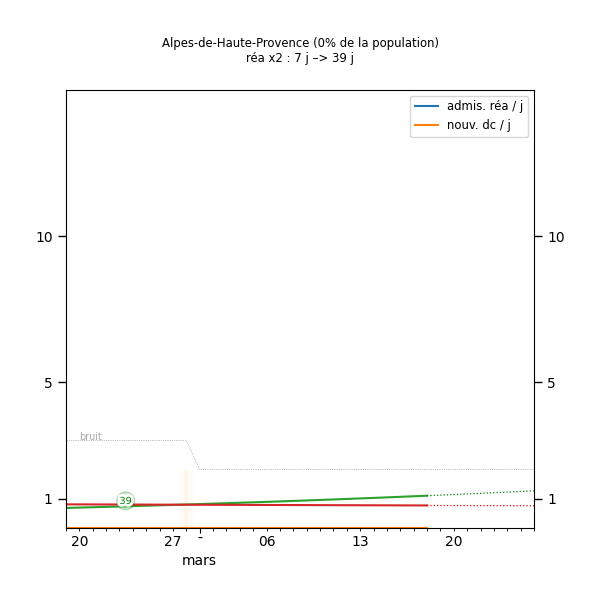 Alpes-de-Haute-Provence (0% de la population)
réa x2 : 7 j –> 39 j
admis. réa / j
nouv. dc / j
10 10
5 5
bruit
39
1 1
20 27 - 06 13 20
mars